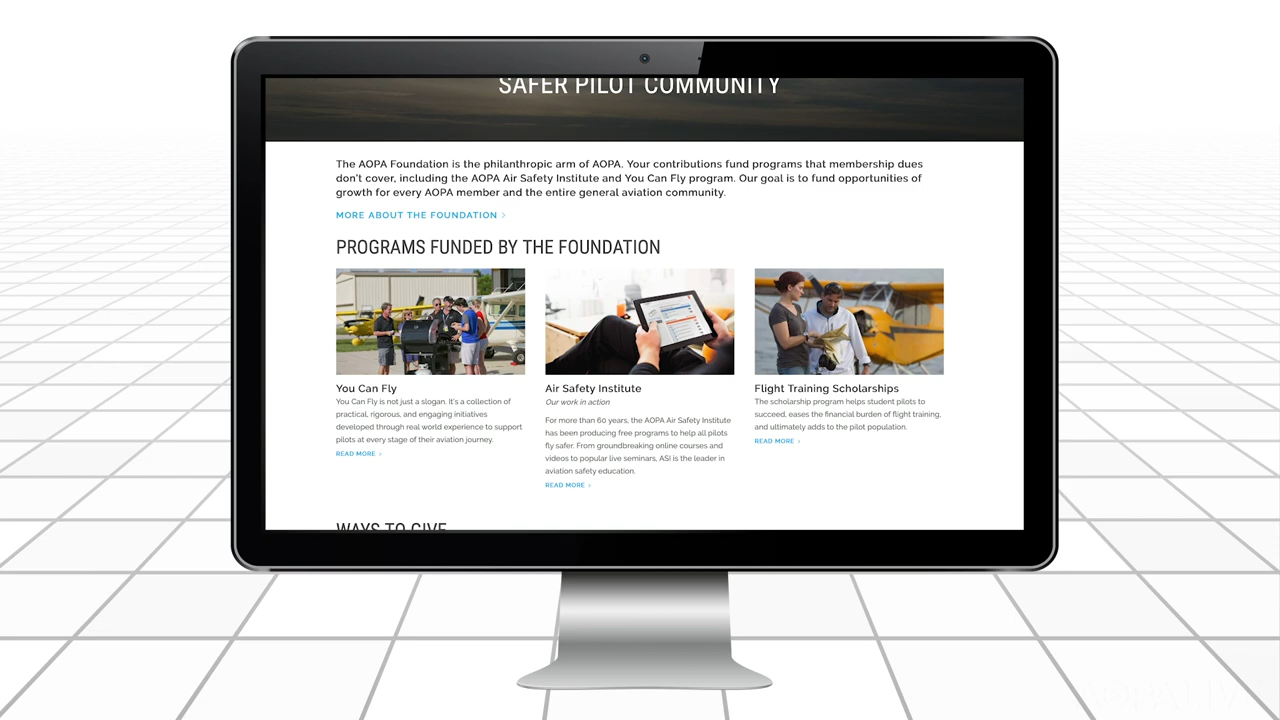 SAFER PILOT COMMUNITY
The AOPA Foundation is the philanthropic arm of AOPA. Your contributions fund programs that membership dues
don't cover, including the AOPA Air Safety Institute and You Can Fly program. Our goal is to fund opportunities of
growth for every AOPA member and the entire general aviation community.
MORE ABOUT THE FOUNDATION >
PROGRAMS FUNDED BY THE FOUNDATION
You Can Fly
You Can Fly is not just a slogan. It's a collection of
practical, rigorous, and engaging initiatives
developed through real world experience to support
pilots at every stage of their aviation journey.
READ MORE >
Air Safety Institute
Our work in action
For more than 60 years, the AOPA Air Safety Institute
has been producing free programs to help all pilots
fly safer. From groundbreaking online courses and
videos to popular live seminars, ASI is the leader in
aviation safety education.
READ MORE >
Flight Training Scholarships
The scholarship program helps student pilots to
succeed, eases the financial burden of flight training,
and ultimately adds to the pilot population.
READ MORE >
WAYS TO GIVE
AOPA LIVE